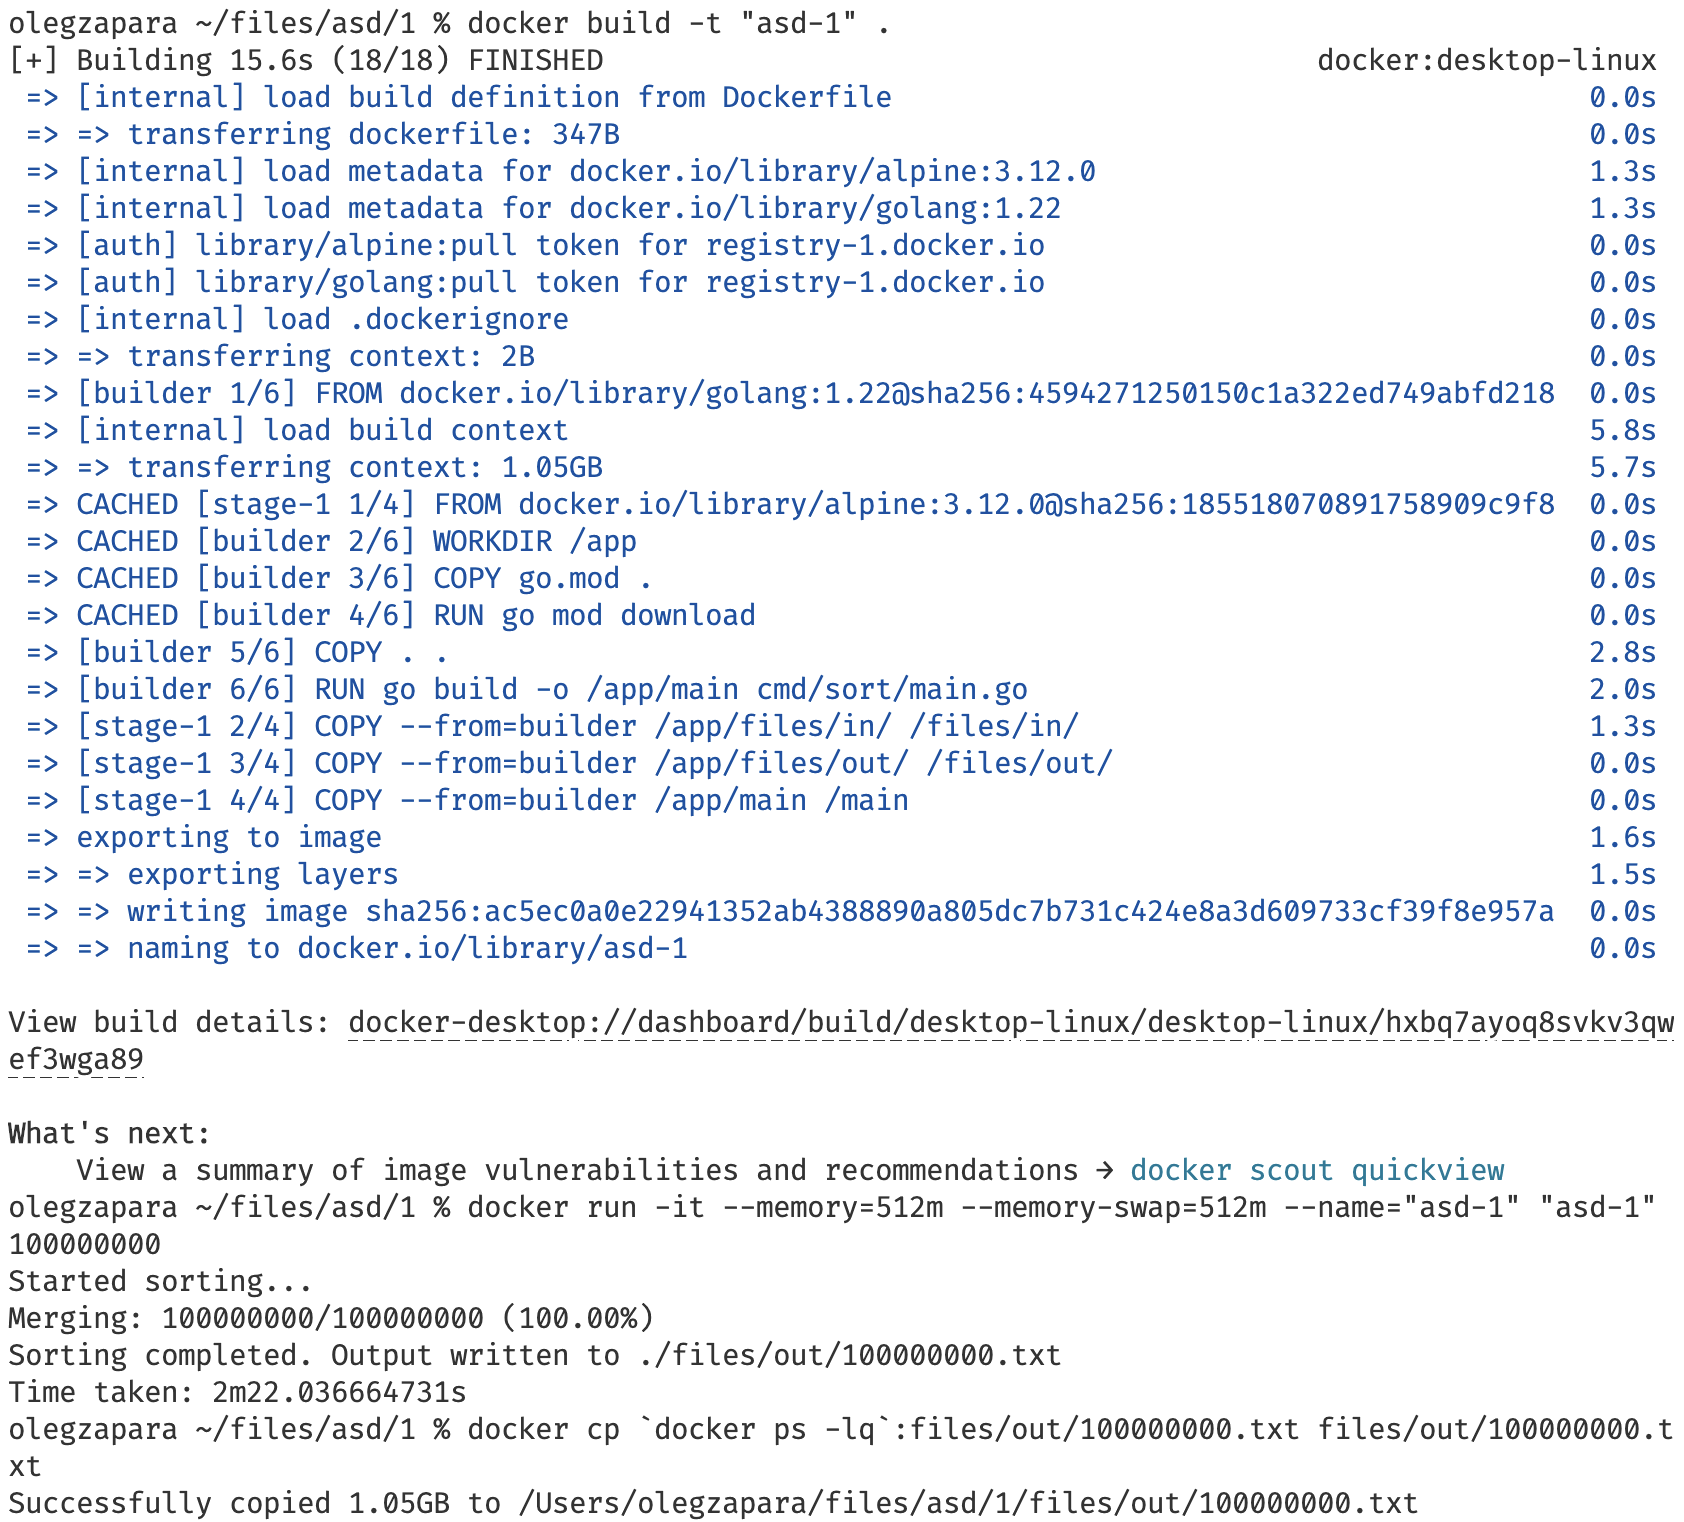 olegzapara ~/files/asd/1 % docker build -t "asd-1" .
[+] Building 15.6s (18/18) FINISHED docker:desktop-linux
=> [internal] load build definition from Dockerfile 0.0s
=> => transferring dockerfile: 347B 0.0s
=> [internal] load metadata for docker.io/library/alpine:3.12.0 1.3s
=> [internal] load metadata for docker.io/library/golang:1.22 1.3s
=> [auth] library/alpine:pull token for registry-1.docker.io 0.0s
=> [auth] library/golang:pull token for registry-1.docker.io 0.0s
=> [internal] load .dockerignore 0.0s
=> => transferring context: 2B 0.0s
=> [builder 1/6] FROM docker.io/library/golang:1.22@sha256:4594271250150c1a322ed749abfd218 0.0s
=> [internal] load build context 5.8s
=> => transferring context: 1.05GB 5.7s
=> CACHED [stage-1 1/4] FROM docker.io/library/alpine:3.12.0@sha256:185518070891758909c9f8 0.0s
=> CACHED [builder 2/6] WORKDIR /app 0.0s
=> CACHED [builder 3/6] COPY go.mod . 0.0s
=> CACHED [builder 4/6] RUN go mod download 0.0s
=> [builder 5/6] COPY . . 2.8s
=> [builder 6/6] RUN go build -o /app/main cmd/sort/main.go 2.0s
=> [stage-1 2/4] COPY --from=builder /app/files/in/ /files/in/ 1.3s
=> [stage-1 3/4] COPY --from=builder /app/files/out/ /files/out/ 0.0s
=> [stage-1 4/4] COPY --from=builder /app/main /main 0.0s
=> exporting to image 1.6s
=> => exporting layers 1.5s
=> => writing image sha256:ac5ec0a0e22941352ab4388890a805dc7b731c424e8a3d609733cf39f8e957a 0.0s
=> => naming to docker.io/library/asd-1 0.0s
View build details: docker-desktop://dashboard/build/desktop-linux/desktop-linux/hxbq7ayoq8svkv3qw
ef3wga89
What's next:
View a summary of image vulnerabilities and recommendations → docker scout quickview
olegzapara ~/files/asd/1 % docker run -it --memory=512m --memory-swap=512m --name="asd-1" "asd-1"
100000000
Started sorting...
Merging: 100000000/100000000 (100.00%)
Sorting completed. Output written to ./files/out/100000000.txt
Time taken: 2m22.036664731s
olegzapara ~/files/asd/1 % docker cp `docker ps -lq`:files/out/100000000.txt files/out/100000000.t
xt
Successfully copied 1.05GB to /Users/olegzapara/files/asd/1/files/out/100000000.txt